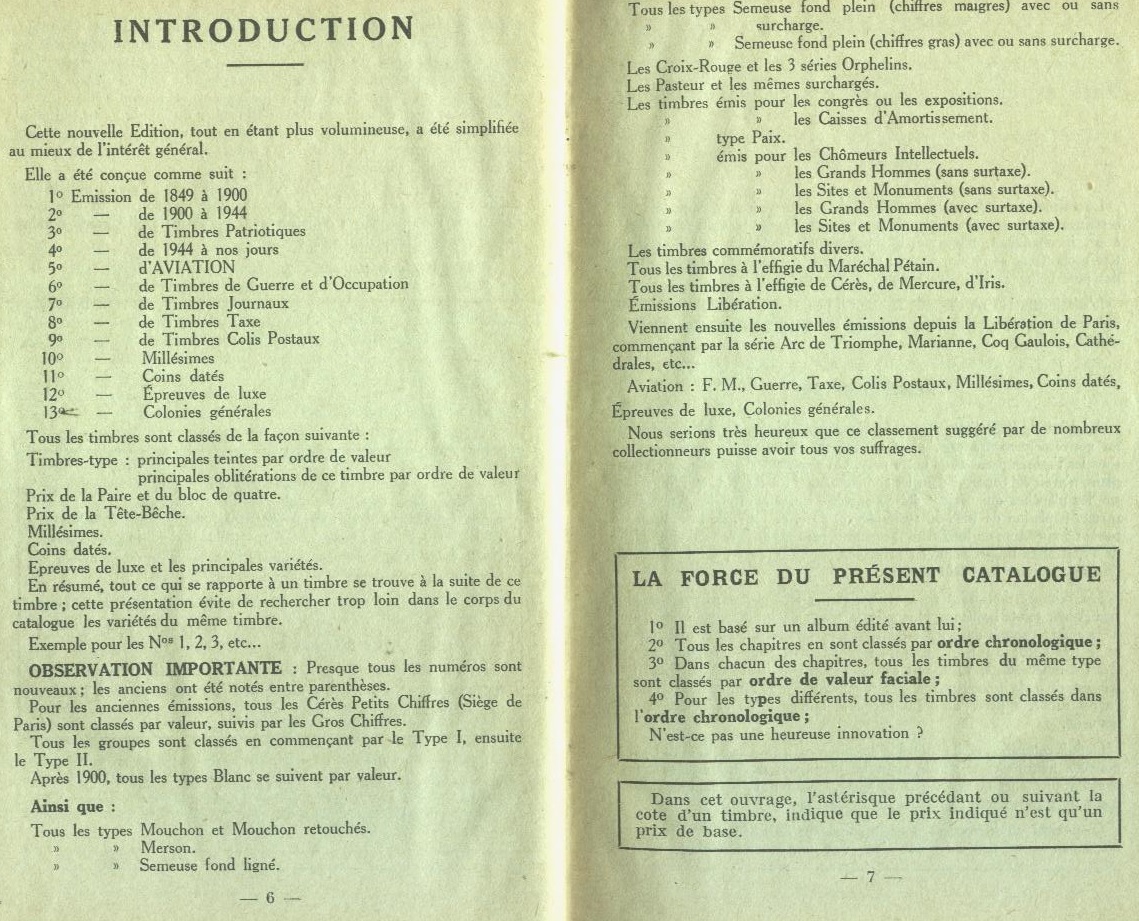 INTRODUCTION
Cette nouvelle Edition, tout en étant plus volumineuse, a été simplifiée
au mieux de l'intérêt général.
Elle a été conçue comme suit :
1º Emission de 1849 à 1900
2º — de 1900 à 1944
3º — de Timbres Patriotiques
4º — de 1944 à nos jours
5º — d'AVIATION
6º — de Timbres de Guerre et d'Occupation
7º — de Timbres Journaux
8º — de Timbres Taxe
9º — de Timbres Colis Postaux
10º — Millésimes
11º — Coins datés
12º — Épreuves de luxe
13º — Colonies générales
Tous les timbres sont classés de la façon suivante :
Timbres-type : principales teintes par ordre de valeur
principales oblitérations de ce timbre par ordre de valeur
Prix de la Paire et du bloc de quatre.
Prix de la Tête-Bêche.
Millésimes.
Coins datés.
Epreuves de luxe et les principales variétés.
En résumé, tout ce qui se rapporte à un timbre se trouve à la suite de ce
timbre ; cette présentation évite de rechercher trop loin dans le corps du
catalogue les variétés du même timbre.
Exemple pour les Nos 1, 2, 3, etc...
OBSERVATION IMPORTANTE : Presque tous les numéros sont
nouveaux ; les anciens ont été notés entre parenthèses.
Pour les anciennes émissions, tous les Cérès Petits Chiffres (Siège de
Paris) sont classés par valeur, suivis par les Gros Chiffres.
Tous les groupes sont classés en commençant par le Type I, ensuite
le Type II.
Après 1900, tous les types Blanc se suivent par valeur.
Ainsi que :
Tous les types Mouchon et Mouchon retouchés.
» » Merson.
» » Semeuse fond ligné.
— 6 —
Tous les types Semeuse fond plein (chiffres maigres) avec ou sans
» » surcharge.
» » Semeuse fond plein (chiffres gras) avec ou sans surcharge.
Les Croix-Rouge et les 3 séries Orphelins.
Les Pasteur et les mêmes surchargés.
Les timbres émis pour les congrès ou les expositions.
» » les Caisses d'Amortissement.
» type Paix.
» émis pour les Chômeurs Intellectuels.
» » les Grands Hommes (sans surtaxe).
» » les Sites et Monuments (sans surtaxe).
» » les Grands Hommes (avec surtaxe).
» » les Sites et Monuments (avec surtaxe).
Les timbres commémoratifs divers.
Tous les timbres à l'effigie du Maréchal Pétain.
Tous les timbres à l'effigie de Cérès, de Mercure, d'Iris.
Émissions Libération.
Viennent ensuite les nouvelles émissions depuis la Libération de Paris,
commençant par la série Arc de Triomphe, Marianne, Coq Gaulois, Cathé-
drales, etc...
Aviation : F. M., Guerre, Taxe, Colis Postaux, Millésimes, Coins datés,
Épreuves de luxe, Colonies générales.
Nous serions très heureux que ce classement suggéré par de nombreux
collectionneurs puisse avoir tous vos suffrages.
LA FORCE DU PRÉSENT CATALOGUE
1º Il est basé sur un album édité avant lui ;
2º Tous les chapitres en sont classés par ordre chronologique ;
3º Dans chacun des chapitres, tous les timbres du même type
sont classés par ordre de valeur faciale ;
4º Pour les types différents, tous les timbres sont classés dans
l'ordre chronologique ;
N'est-ce pas une heureuse innovation ?
Dans cet ouvrage, l'astérisque précédant ou suivant la
cote d'un timbre, indique que le prix indiqué n'est qu'un
prix de base.
— 7 —